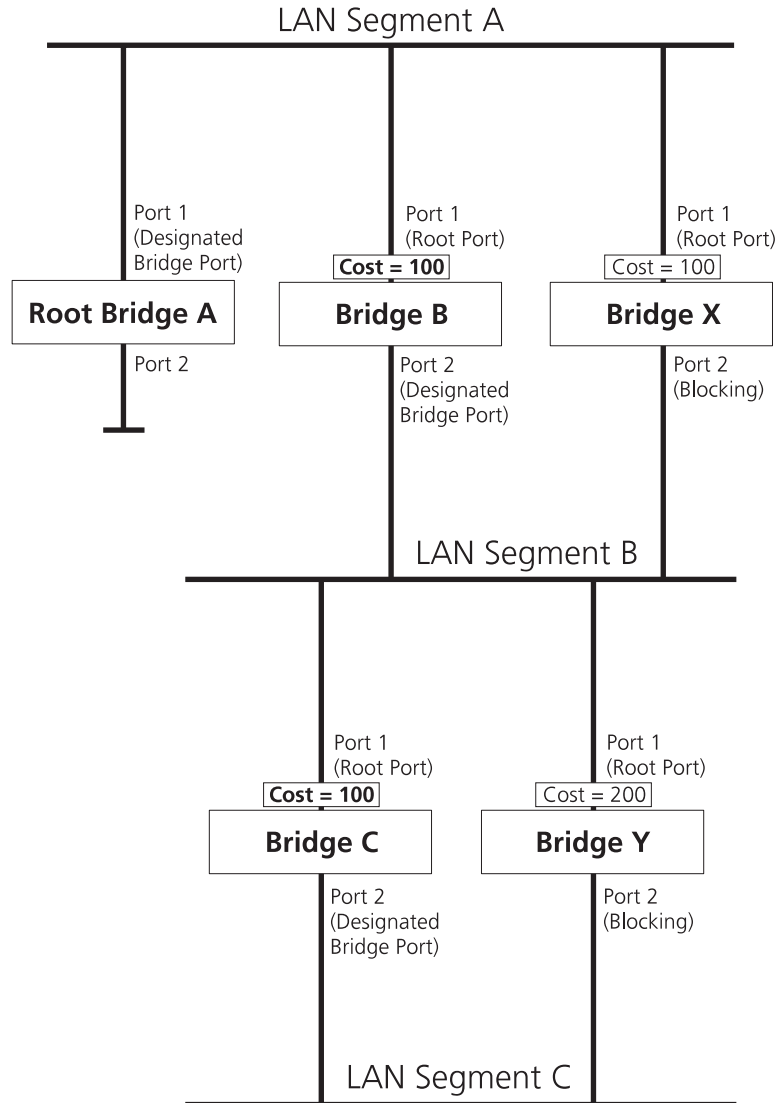 LAN Segment A
Port 1
(Designated
Bridge Port)
Port 1
(Root Port)
Port 1
(Root Port)
Cost = 100
Cost = 100
Root Bridge A
Bridge B
Bridge X
Port 2
Port 2
(Designated
Bridge Port)
Port 2
(Blocking)
LAN Segment B
Port 1
(Root Port)
Port 1
(Root Port)
Cost = 100
Cost = 200
Bridge C
Bridge Y
Port 2
(Designated
Bridge Port)
Port 2
(Blocking)
LAN Segment C